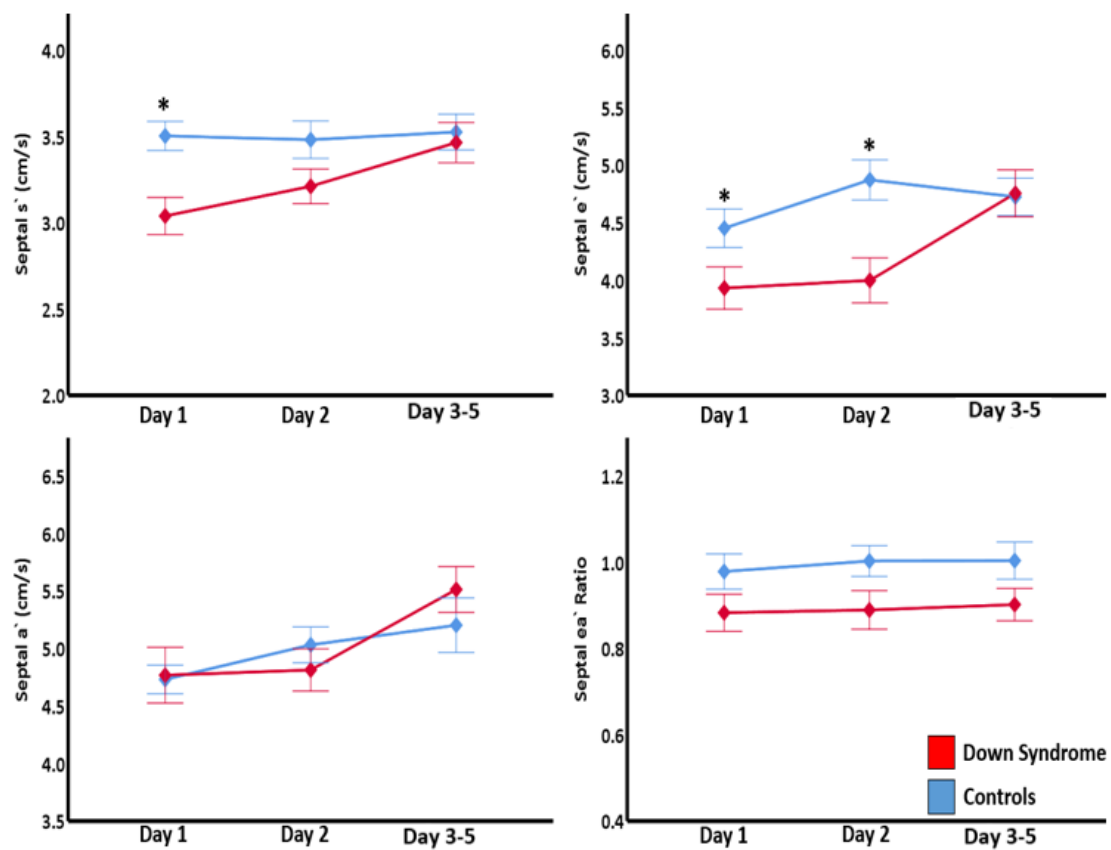 4.0
3.5
3.0
2.5
2.0
Septal s` (cm/s)
*
Day 1
Day 2
Day 3-5
6.0
5.5
5.0
4.5
4.0
3.5
3.0
Septal e` (cm/s)
*
*
Day 1
Day 2
Day 3-5
6.5
6.0
5.5
5.0
4.5
4.0
3.5
Septal a` (cm/s)
Day 1
Day 2
Day 3-5
1.2
1.0
0.8
0.6
0.4
Septal ea` Ratio
Day 1
Day 2
Day 3-5
Down Syndrome
Controls